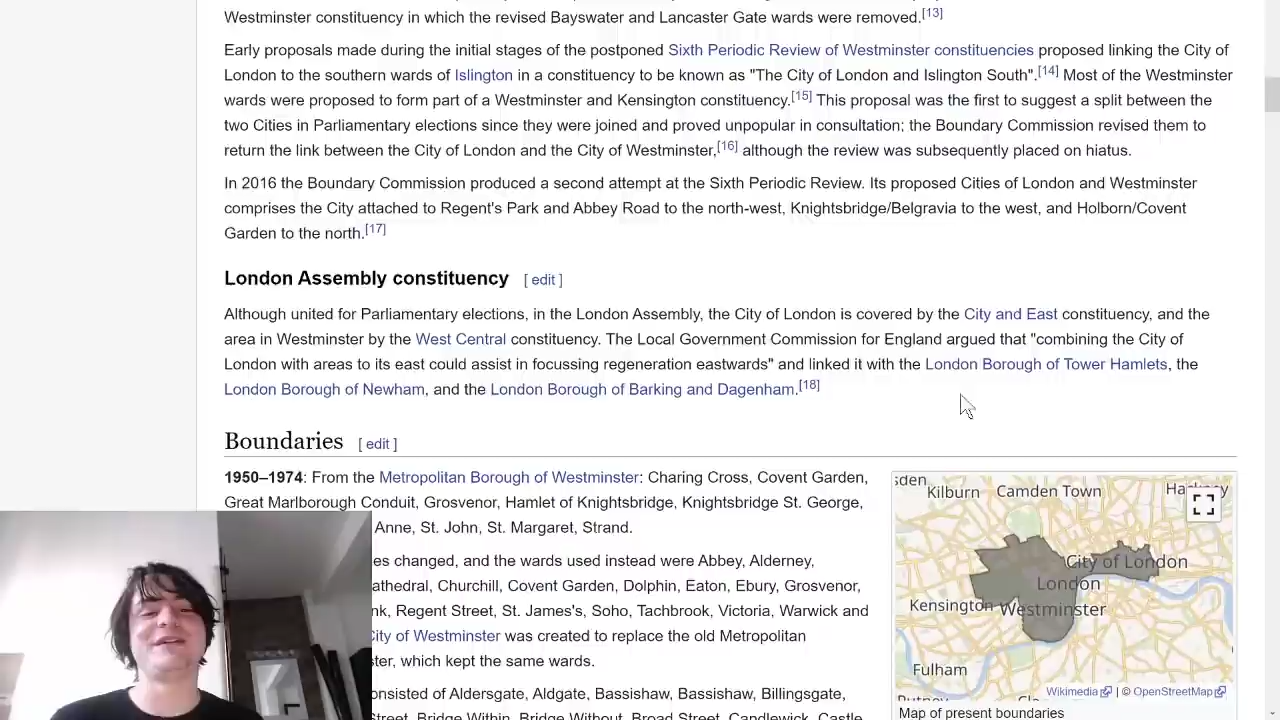 Westminster constituency in which the revised Bayswater and Lancaster Gate wards were removed.[13]
Early proposals made during the initial stages of the postponed Sixth Periodic Review of Westminster constituencies proposed linking the City of
London to the southern wards of Islington in a constituency to be known as "The City of London and Islington South".[14] Most of the Westminster
wards were proposed to form part of a Westminster and Kensington constituency.[15] This proposal was the first to suggest a split between the
two Cities in Parliamentary elections since they were joined and proved unpopular in consultation; the Boundary Commission revised them to
return the link between the City of London and the City of Westminster,[16] although the review was subsequently placed on hiatus.
In 2016 the Boundary Commission produced a second attempt at the Sixth Periodic Review. Its proposed Cities of London and Westminster
comprises the City attached to Regent's Park and Abbey Road to the north-west, Knightsbridge/Belgravia to the west, and Holborn/Covent
Garden to the north.[17]
London Assembly constituency [ edit ]
Although united for Parliamentary elections, in the London Assembly, the City of London is covered by the City and East constituency, and the
area in Westminster by the West Central constituency. The Local Government Commission for England argued that "combining the City of
London with areas to its east could assist in focussing regeneration eastwards" and linked it with the London Borough of Tower Hamlets, the
London Borough of Newham, and the London Borough of Barking and Dagenham.[18]
Boundaries [ edit ]
1950–1974: From the Metropolitan Borough of Westminster: Charing Cross, Covent Garden,
Great Marlborough Conduit, Grosvenor, Hamlet of Knightsbridge, Knightsbridge St. George,
Anne, St. John, St. Margaret, Strand.
es changed, and the wards used instead were Abbey, Alderney,
athedral, Churchill, Covent Garden, Dolphin, Eaton, Ebury, Grosvenor,
nk, Regent Street, St. James's, Soho, Tachbrook, Victoria, Warwick and
City of Westminster was created to replace the old Metropolitan
ster, which kept the same wards.
onsisted of Aldersgate, Aldgate, Bassishaw, Bassishaw, Billingsgate,
Street, Bridge Within, Bridge Without, Broad Street, Candlewick, Castle
sden
Kilburn
Camden Town
Hackney
City of London
London
Kensington
Westminster
Fulham
Putney
Wikimedia | © OpenStreetMap
Map of present boundaries